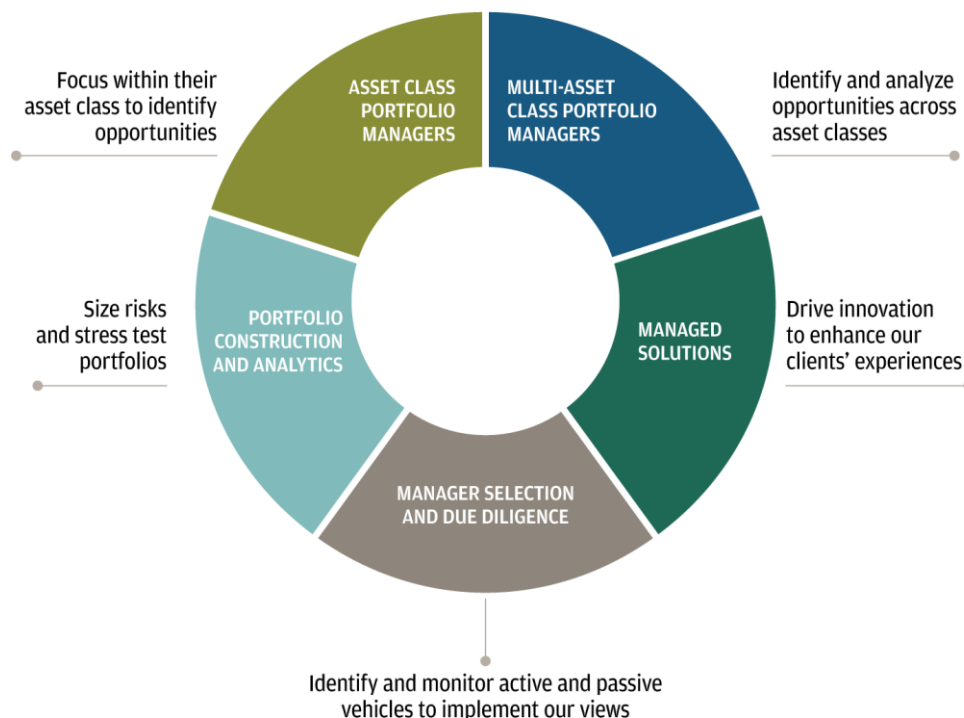 Focus within their
asset class to identify
opportunities
ASSET CLASS
PORTFOLIO
MANAGERS
MULTI-ASSET
CLASS PORTFOLIO
MANAGERS
Identify and analyze
opportunities across
asset classes
Size risks
and stress test
portfolios
PORTFOLIO
CONSTRUCTION
AND ANALYTICS
MANAGED
SOLUTIONS
Drive innovation
to enhance our
clients’ experiences
MANAGER SELECTION
AND DUE DILIGENCE
Identify and monitor active and passive
vehicles to implement our views